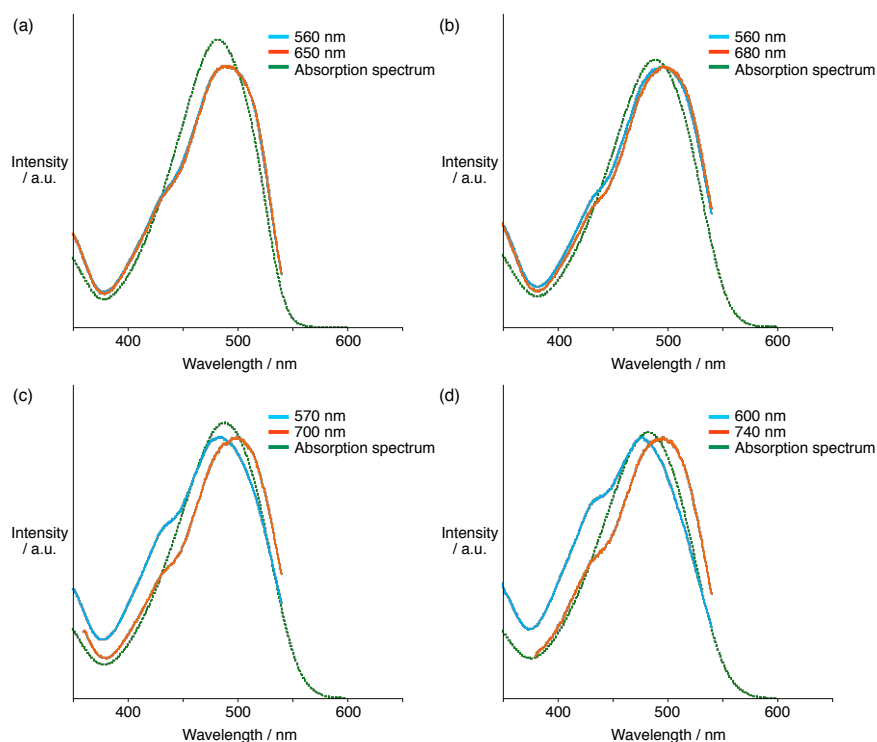 (a)
560 nm
650 nm
Absorption spectrum
Intensity
/ a.u.
400
500
600
Wavelength / nm
(b)
560 nm
680 nm
Absorption spectrum
Intensity
/ a.u.
400
500
600
Wavelength / nm
(c)
570 nm
700 nm
Absorption spectrum
Intensity
/ a.u.
400
500
600
Wavelength / nm
(d)
600 nm
740 nm
Absorption spectrum
Intensity
/ a.u.
400
500
600
Wavelength / nm